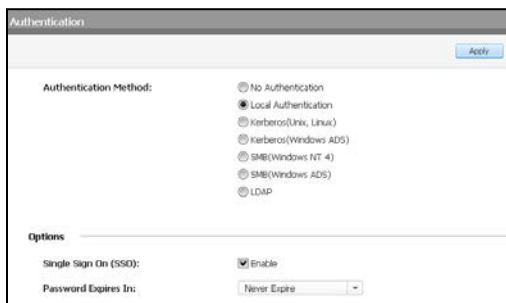 Authentication
Apply
Authentication Method:
No Authentication
Local Authentication
Kerberos(Unix, Linux)
Kerberos(Windows ADS)
SMB(Windows NT 4)
SMB(Windows ADS)
LDAP
Options
Single Sign On (SSO):
Enable
Password Expires In:
Never Expire